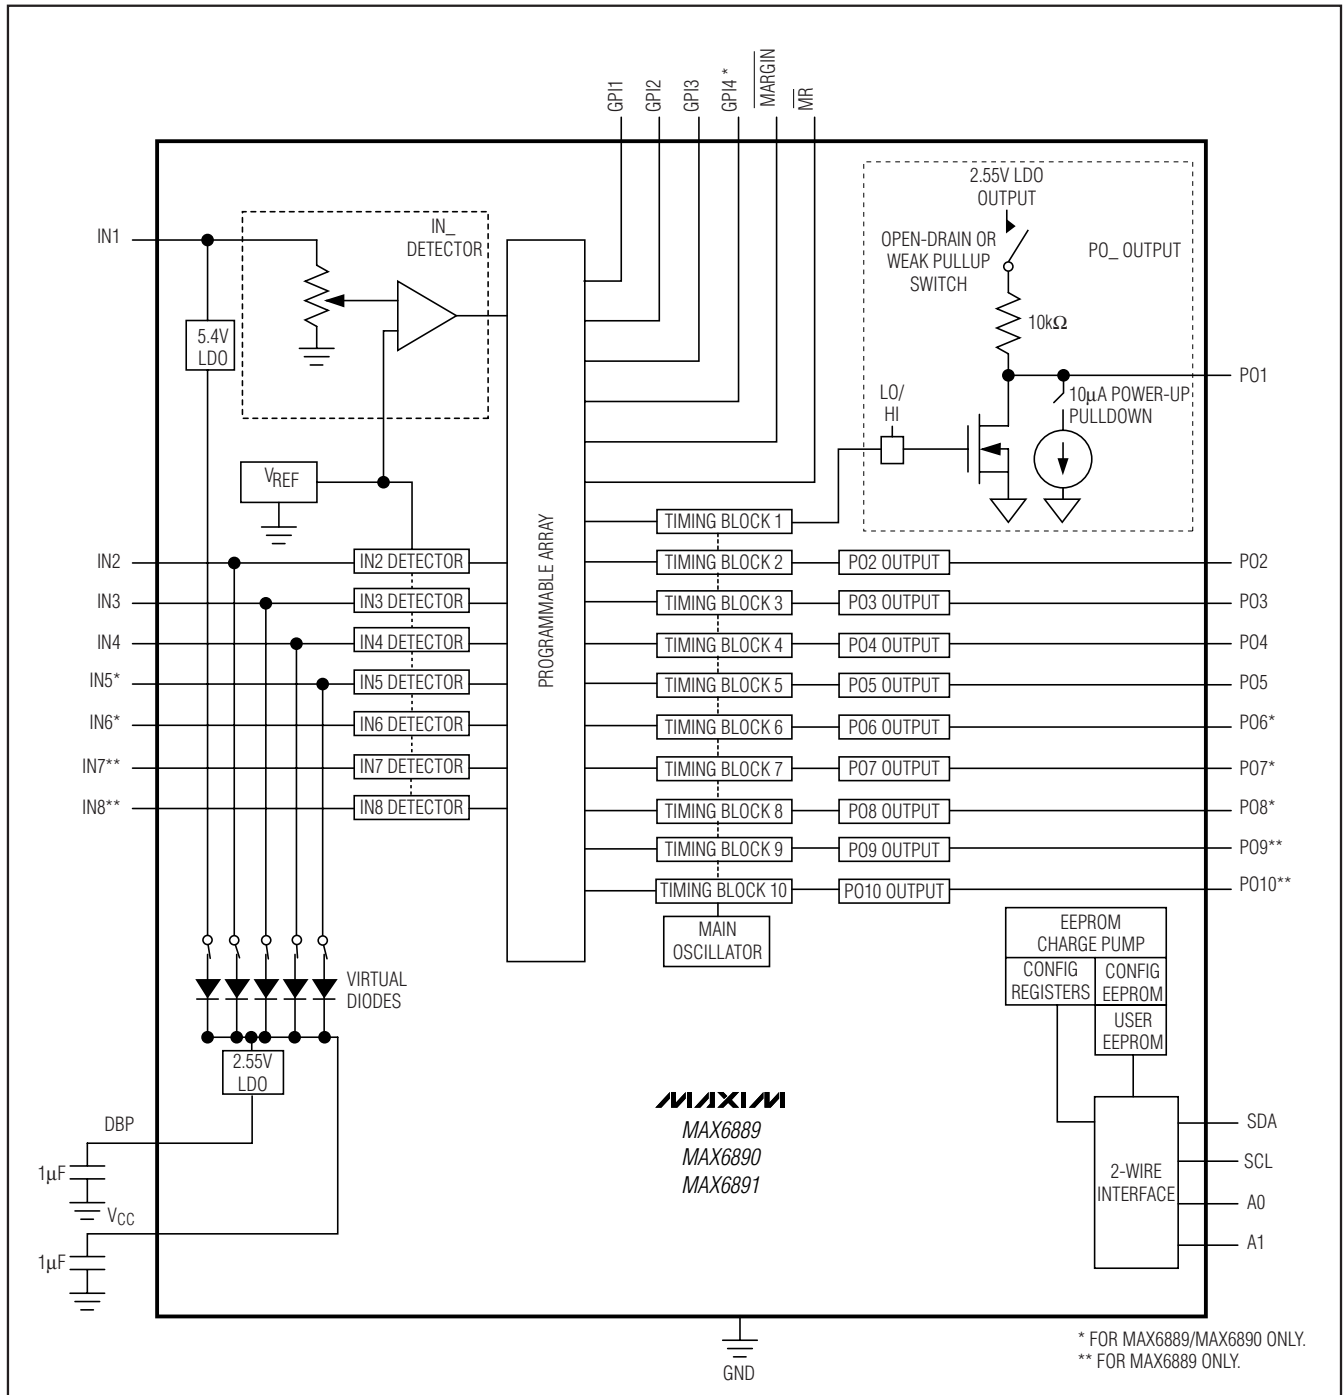 GPI1
GPI2
GPI3
GPI4 *
MARGIN
MR
2.55V LDO
OUTPUT
OPEN-DRAIN OR
WEAK PULLUP
SWITCH
PO_ OUTPUT
10kΩ
PO1
10µA POWER-UP
PULLDOWN
LO/
HI
IN1
IN_
DETECTOR
5.4V
LDO
VREF
PROGRAMMABLE ARRAY
TIMING BLOCK 1
IN2
IN2 DETECTOR
TIMING BLOCK 2
PO2 OUTPUT
PO2
IN3
IN3 DETECTOR
TIMING BLOCK 3
PO3 OUTPUT
PO3
IN4
IN4 DETECTOR
TIMING BLOCK 4
PO4 OUTPUT
PO4
IN5*
IN5 DETECTOR
TIMING BLOCK 5
PO5 OUTPUT
PO5
IN6*
IN6 DETECTOR
TIMING BLOCK 6
PO6 OUTPUT
PO6*
IN7**
IN7 DETECTOR
TIMING BLOCK 7
PO7 OUTPUT
PO7*
IN8**
IN8 DETECTOR
TIMING BLOCK 8
PO8 OUTPUT
PO8*
TIMING BLOCK 9
PO9 OUTPUT
PO9**
TIMING BLOCK 10
PO10 OUTPUT
PO10**
MAIN
OSCILLATOR
EEPROM
CHARGE PUMP
CONFIG
REGISTERS
CONFIG
EEPROM
USER
EEPROM
VIRTUAL
DIODES
2.55V
LDO
DBP
1µF
VCC
1µF
MAXIM
MAX6889
MAX6890
MAX6891
2-WIRE
INTERFACE
SDA
SCL
A0
A1
GND
* FOR MAX6889/MAX6890 ONLY.
** FOR MAX6889 ONLY.